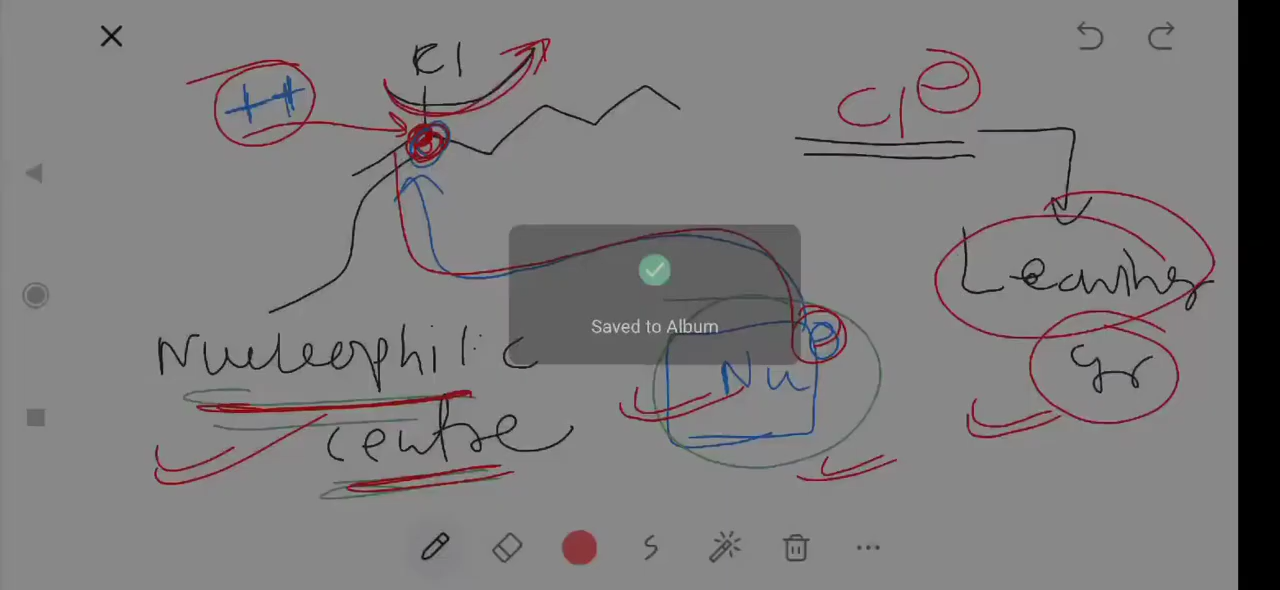 Cl
Cl⊖
Leaving
gr
Saved to Album
Nu⊖
Nucleophilic
centre